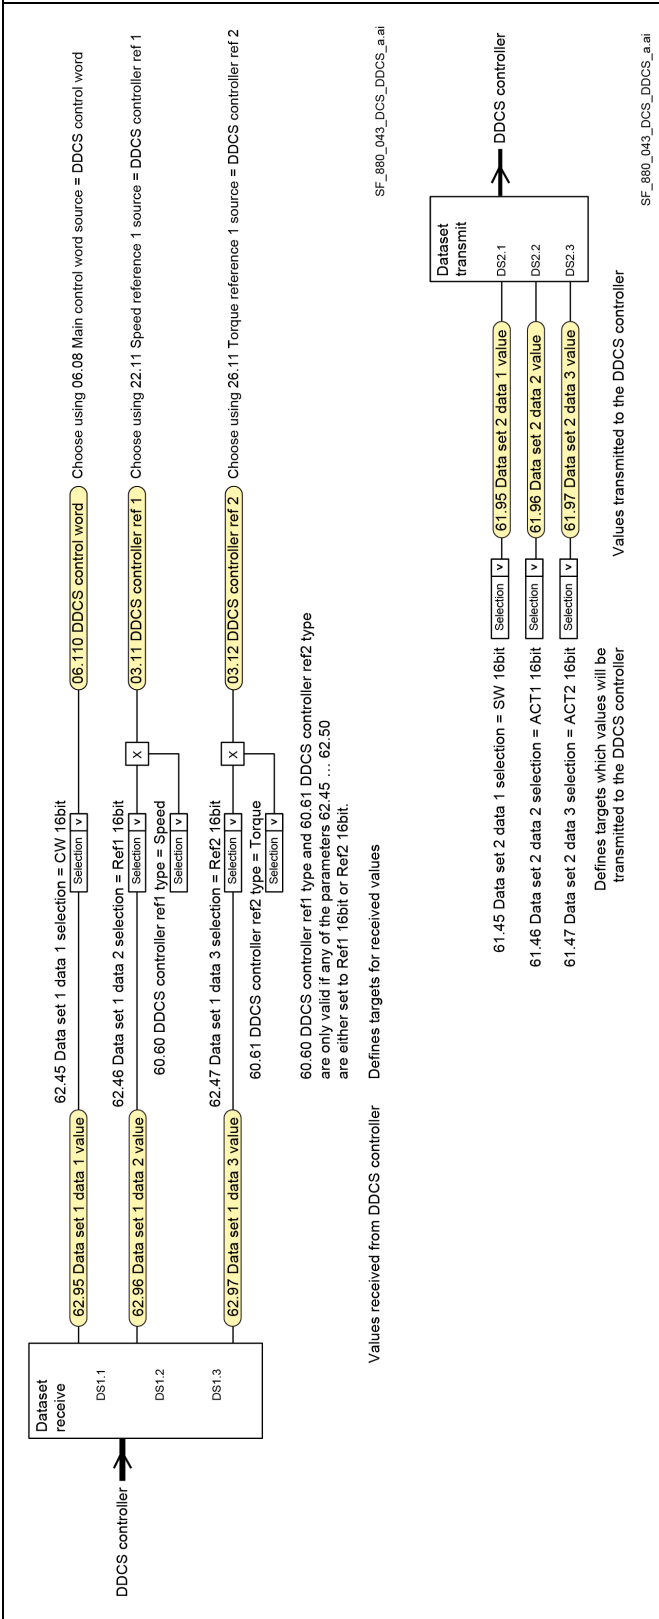 DDCS controller
Dataset
receive
DS1.1
DS1.2
DS1.3
62.95 Data set 1 data 1 value
62.96 Data set 1 data 2 value
62.97 Data set 1 data 3 value
62.45 Data set 1 data 1 selection = CW 16bit
Selection v
62.46 Data set 1 data 2 selection = Ref1 16bit
Selection v
60.60 DDCS controller ref1 type = Speed
Selection v
62.47 Data set 1 data 3 selection = Ref2 16bit
Selection v
60.61 DDCS controller ref2 type = Torque
Selection v
X
X
06.110 DDCS control word
Choose using 06.08 Main control word source = DDCS control word
03.11 DDCS controller ref 1
Choose using 22.11 Speed reference 1 source = DDCS controller ref 1
03.12 DDCS controller ref 2
Choose using 26.11 Torque reference 1 source = DDCS controller ref 2
60.60 DDCS controller ref1 type and 60.61 DDCS controller ref2 type
are only valid if any of the parameters 62.45 ... 62.50
are either set to Ref1 16bit or Ref2 16bit.
Values received from DDCS controller
Defines targets for received values
SF_880_043_DCS_DDCS_a.ai
61.45 Data set 2 data 1 selection = SW 16bit
Selection v
61.95 Data set 2 data 1 value
61.46 Data set 2 data 2 selection = ACT1 16bit
Selection v
61.96 Data set 2 data 2 value
61.47 Data set 2 data 3 selection = ACT2 16bit
Selection v
61.97 Data set 2 data 3 value
Dataset
transmit
DS2.1
DS2.2
DS2.3
DDCS controller
Defines targets which values will be
transmitted to the DDCS controller
Values transmitted to the DDCS controller
SF_880_043_DCS_DDCS_a.ai